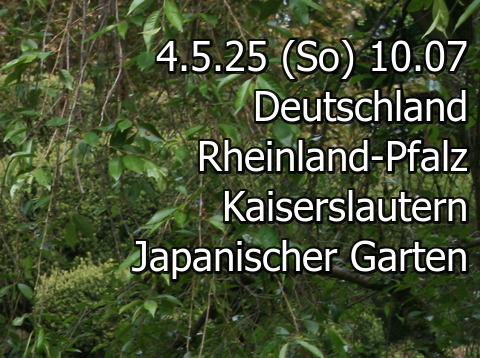 4.5.25 (So) 10.07
Deutschland
Rheinland-Pfalz
Kaiserslautern
Japanischer Garten